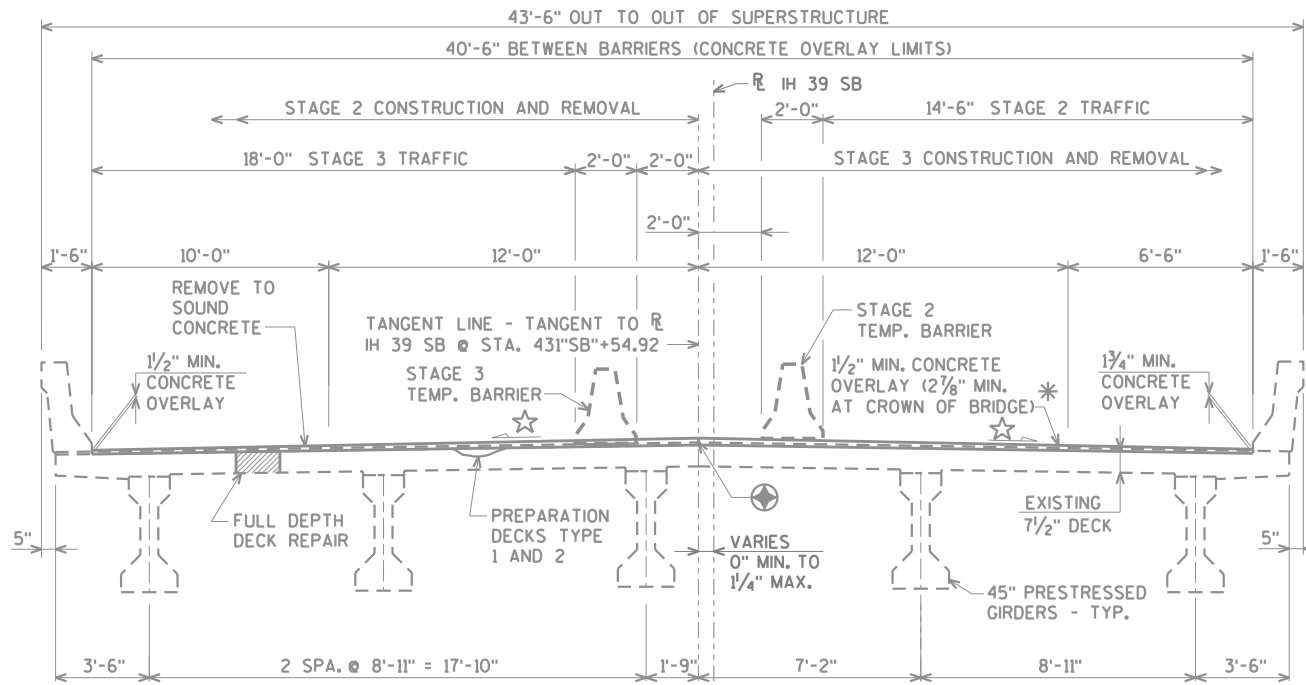 43'-6" OUT TO OUT OF SUPERSTRUCTURE
40'-6" BETWEEN BARRIERS (CONCRETE OVERLAY LIMITS)
℞ IH 39 SB
STAGE 2 CONSTRUCTION AND REMOVAL
2'-0"
14'-6" STAGE 2 TRAFFIC
18'-0" STAGE 3 TRAFFIC
2'-0"
2'-0"
STAGE 3 CONSTRUCTION AND REMOVAL
2'-0"
1'-6"
10'-0"
12'-0"
12'-0"
6'-6"
1'-6"
REMOVE TO
SOUND
CONCRETE
TANGENT LINE - TANGENT TO ℞
IH 39 SB @ STA. 431"SB"+54.92
STAGE 2
TEMP. BARRIER
1½" MIN.
CONCRETE
OVERLAY
STAGE 3
TEMP. BARRIER
1½" MIN. CONCRETE
OVERLAY (2⅞" MIN.
AT CROWN OF BRIDGE)
1¾" MIN.
CONCRETE
OVERLAY
FULL DEPTH
DECK REPAIR
PREPARATION
DECKS TYPE
1 AND 2
EXISTING
7½" DECK
5"
VARIES
0" MIN. TO
1¼" MAX.
5"
45" PRESTRESSED
GIRDERS - TYP.
3'-6"
2 SPA. @ 8'-11" = 17'-10"
1'-9"
7'-2"
8'-11"
3'-6"